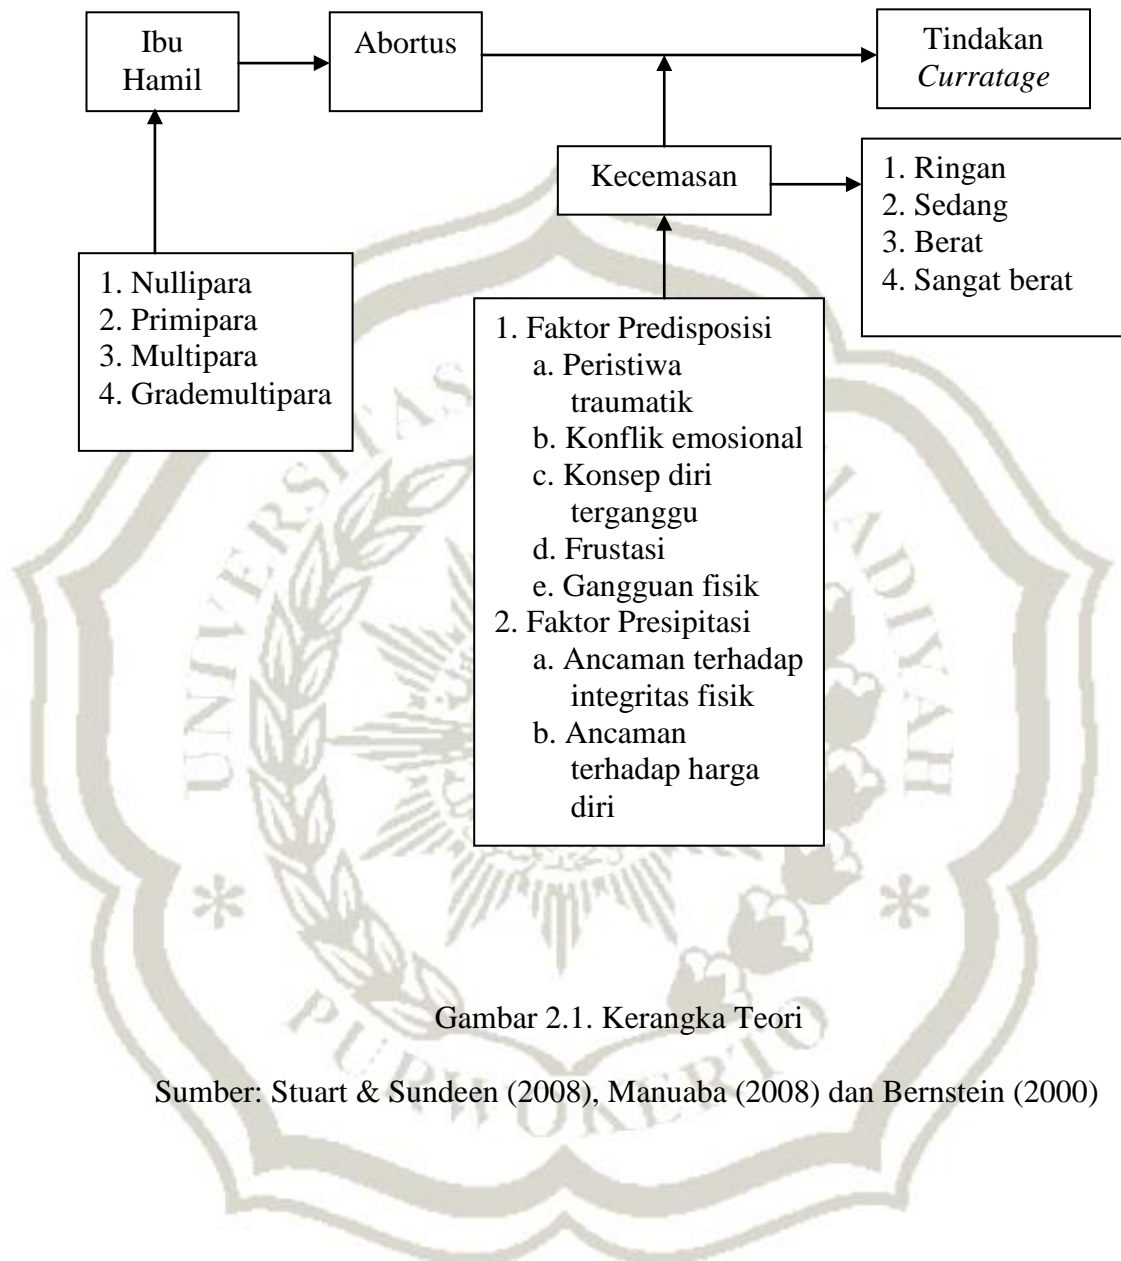 Ibu
Hamil
Abortus
Tindakan
Curratage
Kecemasan
1. Ringan
2. Sedang
3. Berat
4. Sangat berat
1. Nullipara
2. Primipara
3. Multipara
4. Grademultipara
1. Faktor Predisposisi
a. Peristiwa
traumatik
b. Konflik emosional
c. Konsep diri
terganggu
d. Frustasi
e. Gangguan fisik
2. Faktor Presipitasi
a. Ancaman terhadap
integritas fisik
b. Ancaman
terhadap harga
diri
Gambar 2.1. Kerangka Teori
Sumber: Stuart & Sundeen (2008), Manuaba (2008) dan Bernstein (2000)
UNIVERSITAS
PURWOKERTO